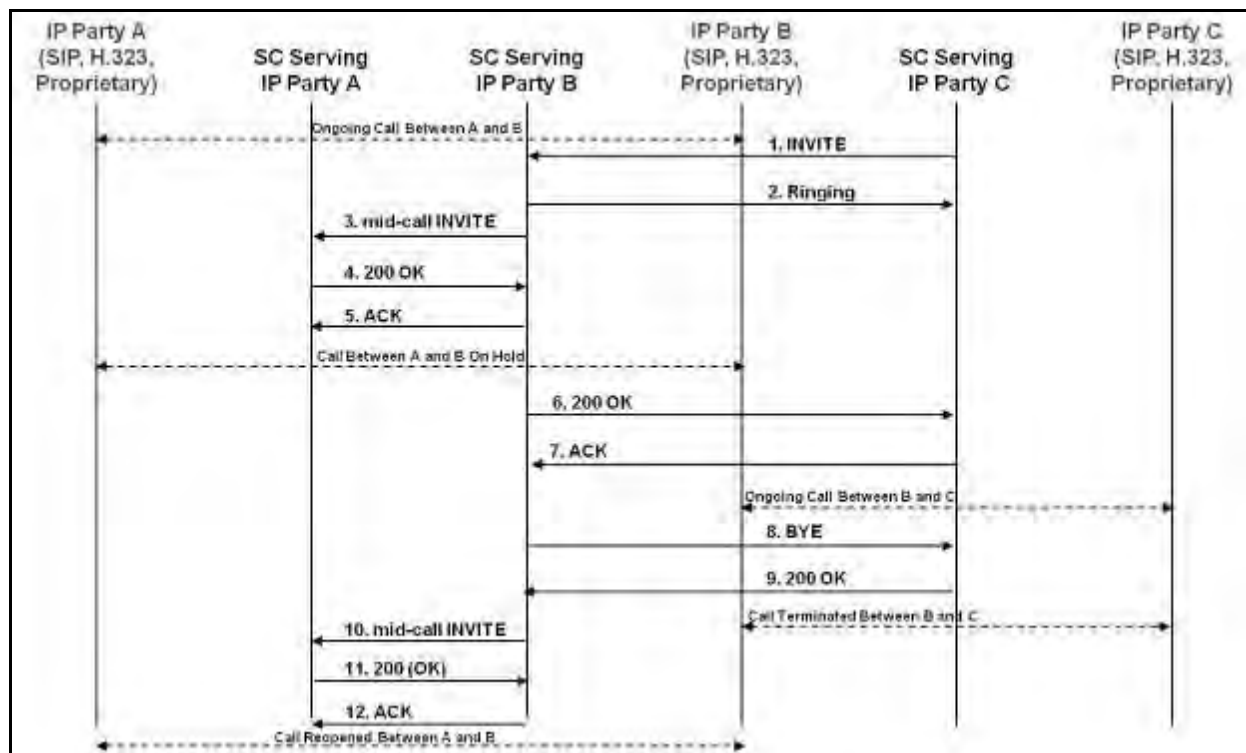 IP Party A
(SIP, H.323,
Proprietary)
SC Serving
IP Party A
SC Serving
IP Party B
IP Party B
(SIP, H.323,
Proprietary)
SC Serving
IP Party C
IP Party C
(SIP, H.323,
Proprietary)
Ongoing Call Between A and B
1. INVITE
2. Ringing
3. mid-call INVITE
4. 200 OK
5. ACK
Call Between A and B On Hold
6. 200 OK
7. ACK
Ongoing Call Between B and C
8. BYE
9. 200 OK
Call Terminated Between B and C
10. mid-call INVITE
11. 200 (OK)
12. ACK
Call Reopened Between A and B